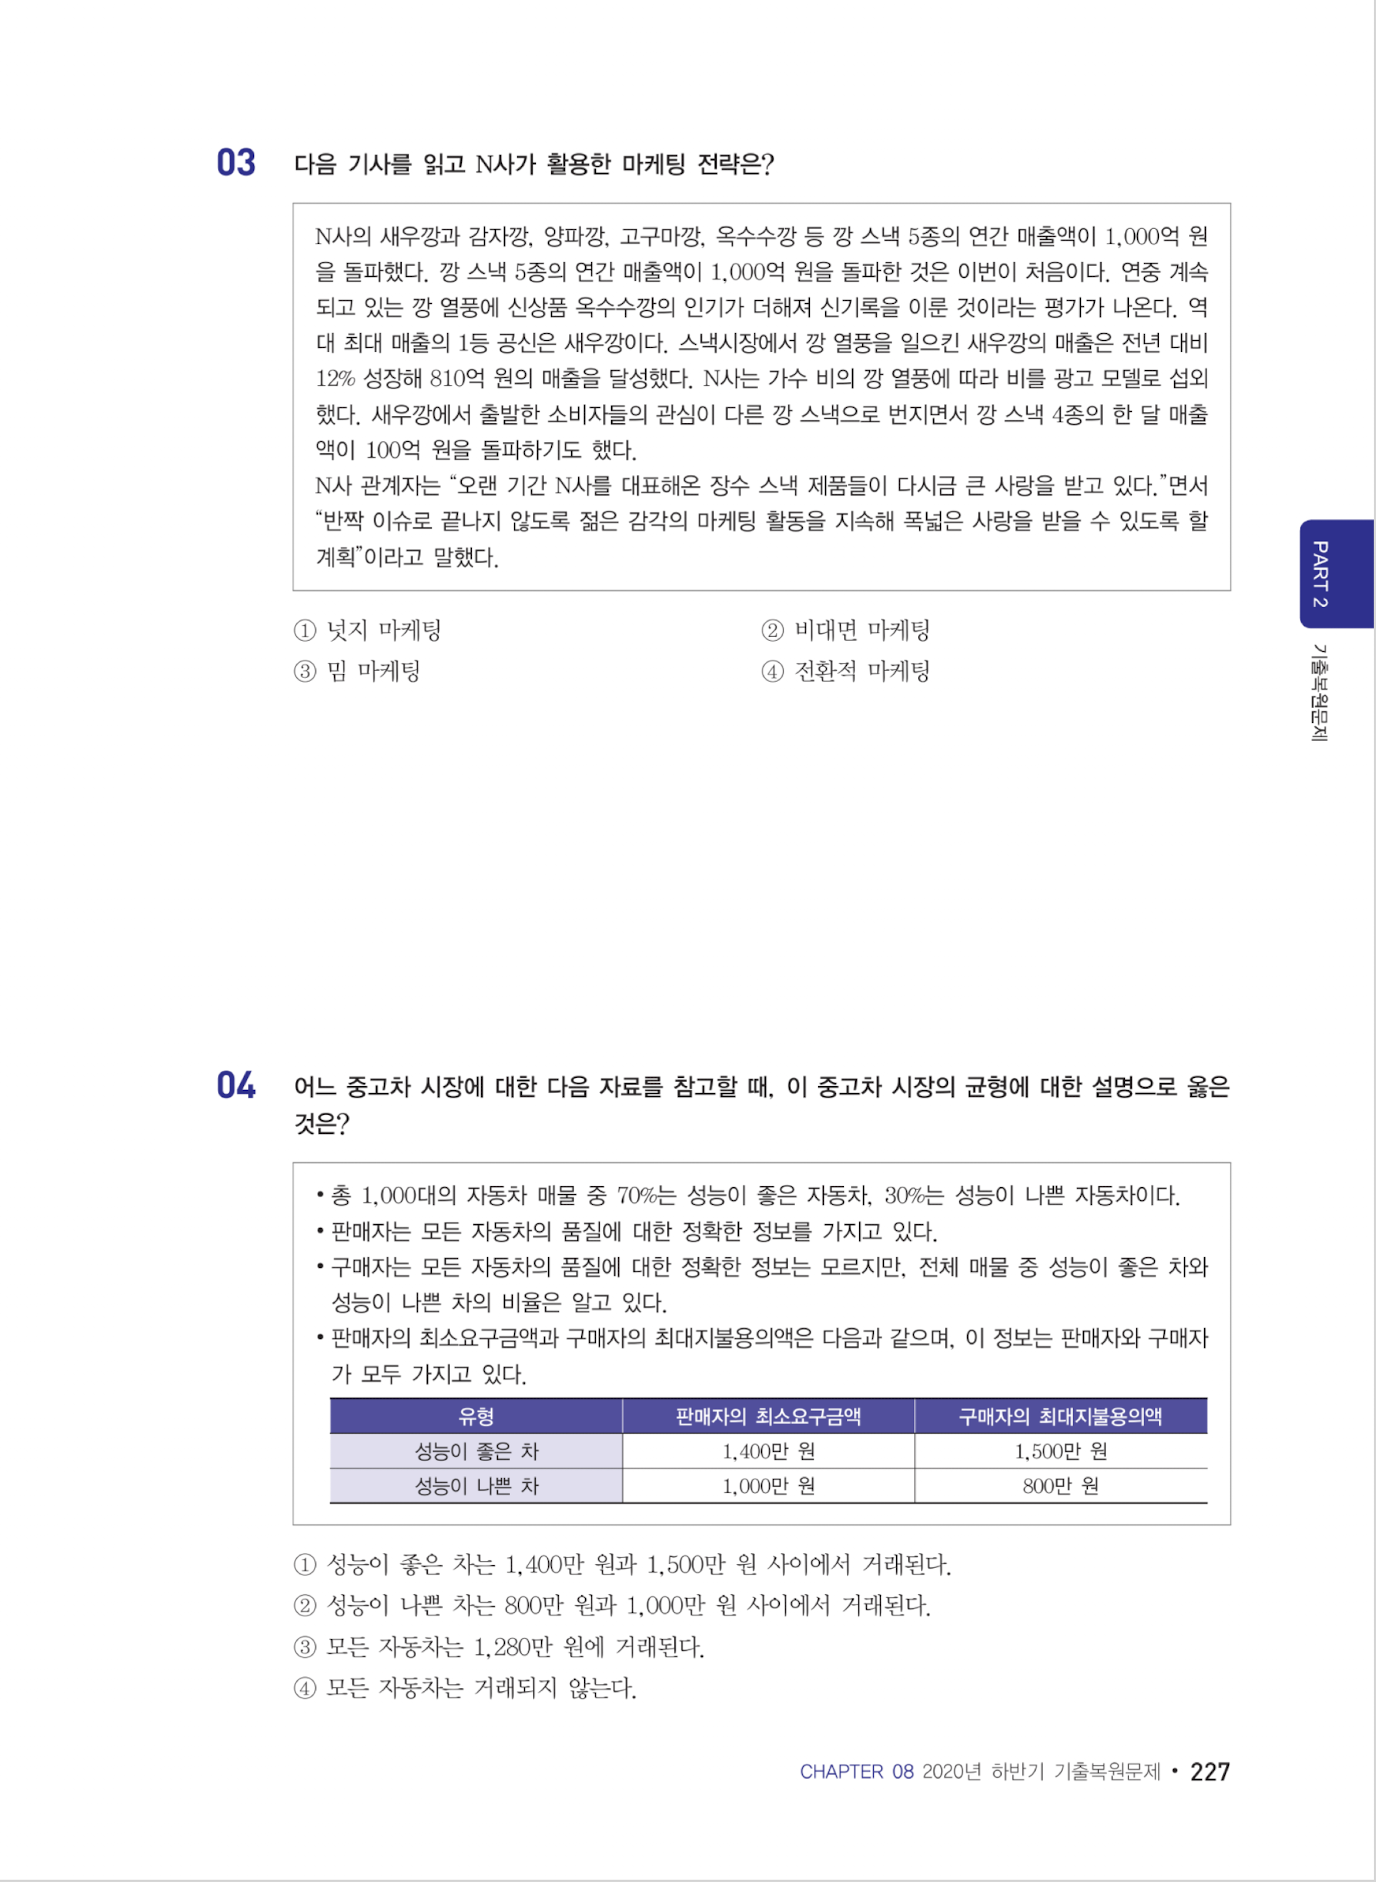 03 다음 기사를 읽고 N사가 활용한 마케팅 전략은?
N사의 새우깡과 감자깡, 양파깡, 고구마깡, 옥수수깡 등 깡 스낵 5종의 연간 매출액이 1,000억 원
을 돌파했다. 깡 스낵 5종의 연간 매출액이 1,000억 원을 돌파한 것은 이번이 처음이다. 연중 계속
되고 있는 깡 열풍에 신상품 옥수수깡의 인기가 더해져 신기록을 이룬 것이라는 평가가 나온다. 역
대 최대 매출의 1등 공신은 새우깡이다. 스낵시장에서 깡 열풍을 일으킨 새우깡의 매출은 전년 대비
12% 성장해 810억 원의 매출을 달성했다. N사는 가수 비의 깡 열풍에 따라 비를 광고 모델로 섭외
했다. 새우깡에서 출발한 소비자들의 관심이 다른 깡 스낵으로 번지면서 깡 스낵 4종의 한 달 매출
액이 100억 원을 돌파하기도 했다.
N사 관계자는 “오랜 기간 N사를 대표해온 장수 스낵 제품들이 다시금 큰 사랑을 받고 있다.”면서
“반짝 이슈로 끝나지 않도록 젊은 감각의 마케팅 활동을 지속해 폭넓은 사랑을 받을 수 있도록 할
계획”이라고 말했다.
① 넛지 마케팅 ② 비대면 마케팅
③ 밈 마케팅 ④ 전환적 마케팅
PART 2 기출복원문제
04 어느 중고차 시장에 대한 다음 자료를 참고할 때, 이 중고차 시장의 균형에 대한 설명으로 옳은
것은?
• 총 1,000대의 자동차 매물 중 70%는 성능이 좋은 자동차, 30%는 성능이 나쁜 자동차이다.
• 판매자는 모든 자동차의 품질에 대한 정확한 정보를 가지고 있다.
• 구매자는 모든 자동차의 품질에 대한 정확한 정보는 모르지만, 전체 매물 중 성능이 좋은 차와
성능이 나쁜 차의 비율은 알고 있다.
• 판매자의 최소요구금액과 구매자의 최대지불용의액은 다음과 같으며, 이 정보는 판매자와 구매자
가 모두 가지고 있다.
유형 판매자의 최소요구금액 구매자의 최대지불용의액
성능이 좋은 차 1,400만 원 1,500만 원
성능이 나쁜 차 1,000만 원 800만 원
① 성능이 좋은 차는 1,400만 원과 1,500만 원 사이에서 거래된다.
② 성능이 나쁜 차는 800만 원과 1,000만 원 사이에서 거래된다.
③ 모든 자동차는 1,280만 원에 거래된다.
④ 모든 자동차는 거래되지 않는다.
CHAPTER 08 2020년 하반기 기출복원문제 • 227